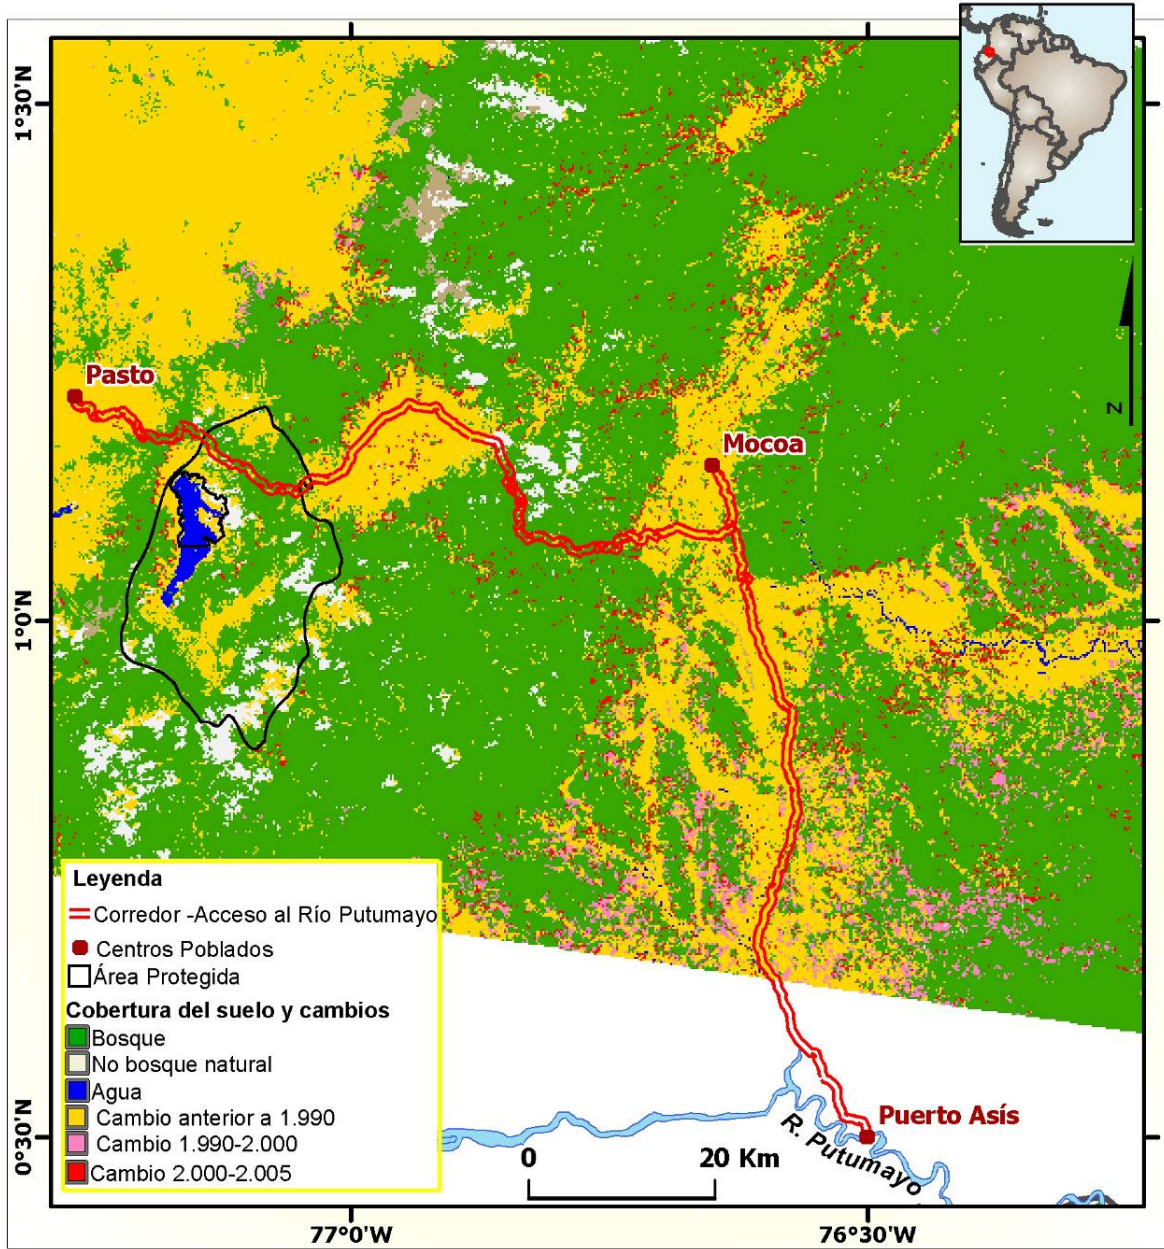 1°30'N
Pasto
Mocoa
N
1°0'N
Leyenda
Corredor -Acceso al Río Putumayo
Centros Poblados
Área Protegida
Cobertura del suelo y cambios
Bosque
No bosque natural
Agua
Cambio anterior a 1.990
Cambio 1.990-2.000
Cambio 2.000-2.005
0°30'N
Puerto Asís
R. Putumayo
0 20 Km
77°0'W 76°30'W